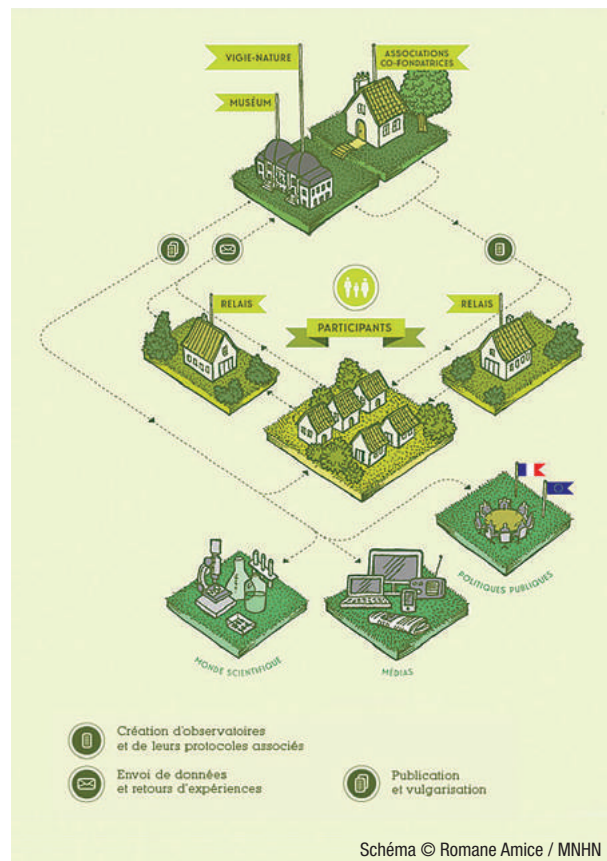 VIGIE-NATURE
ASSOCIATIONS
CO-FONDATRICES
MUSÉUM
RELAIS
RELAIS
PARTICIPANTS
POLITIQUES PUBLIQUES
MONDE SCIENTIFIQUE
MÉDIAS
Création d'observatoires
et de leurs protocoles associés
Envoi de données
et retours d'expériences
Publication
et vulgarisation
Schéma © Romane Amice / MNHN